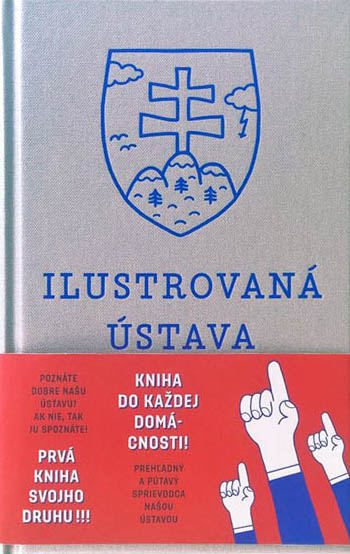 ILUSTROVANÁ
ÚSTAVA
POZNÁTE
DOBRE NAŠU
ÚSTAVU?
AK NIE, TAK
JU SPOZNÁTE!
PRVÁ
KNIHA
SVOJHO
DRUHU!!!
KNIHA
DO KAŽDEJ
DOMÁ-
CNOSTI!
PREHĽADNÝ
A PÚTAVÝ
SPRIEVODCA
NAŠOU
ÚSTAVOU